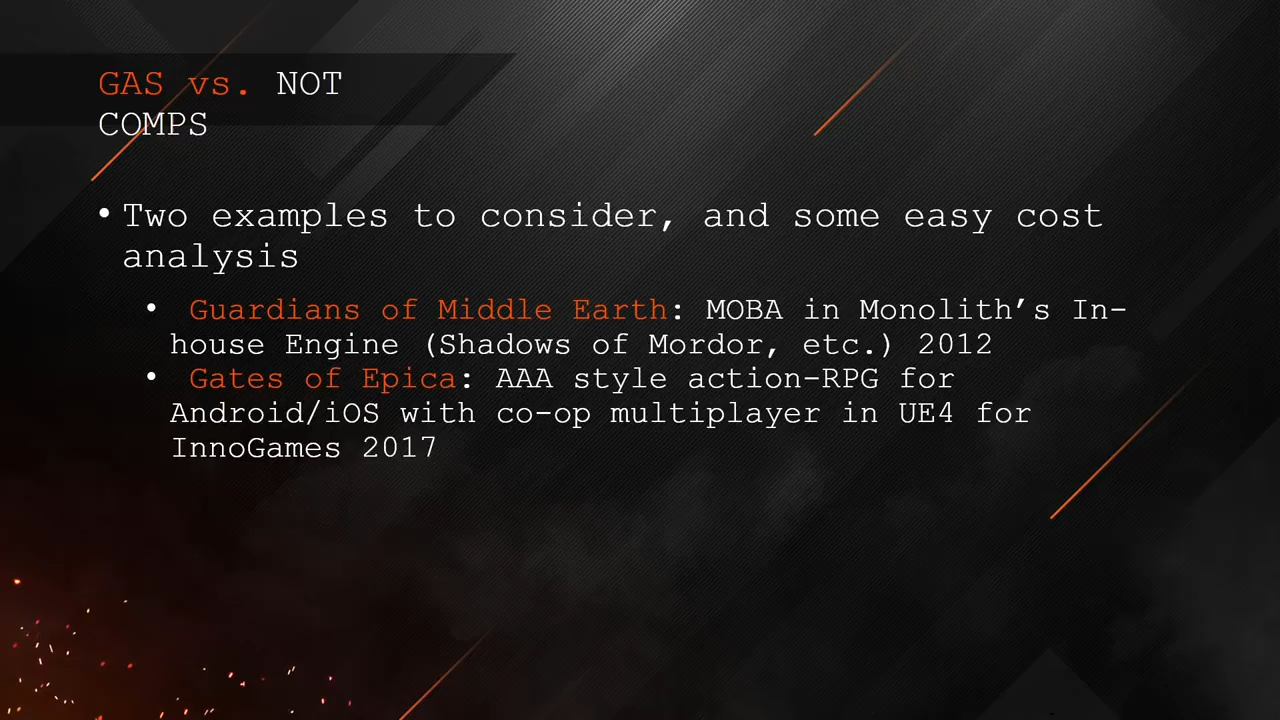 GAS vs. NOT
COMPS
• Two examples to consider, and some easy cost
analysis
• Guardians of Middle Earth: MOBA in Monolith’s In-
house Engine (Shadows of Mordor, etc.) 2012
• Gates of Epica: AAA style action-RPG for
Android/iOS with co-op multiplayer in UE4 for
InnoGames 2017